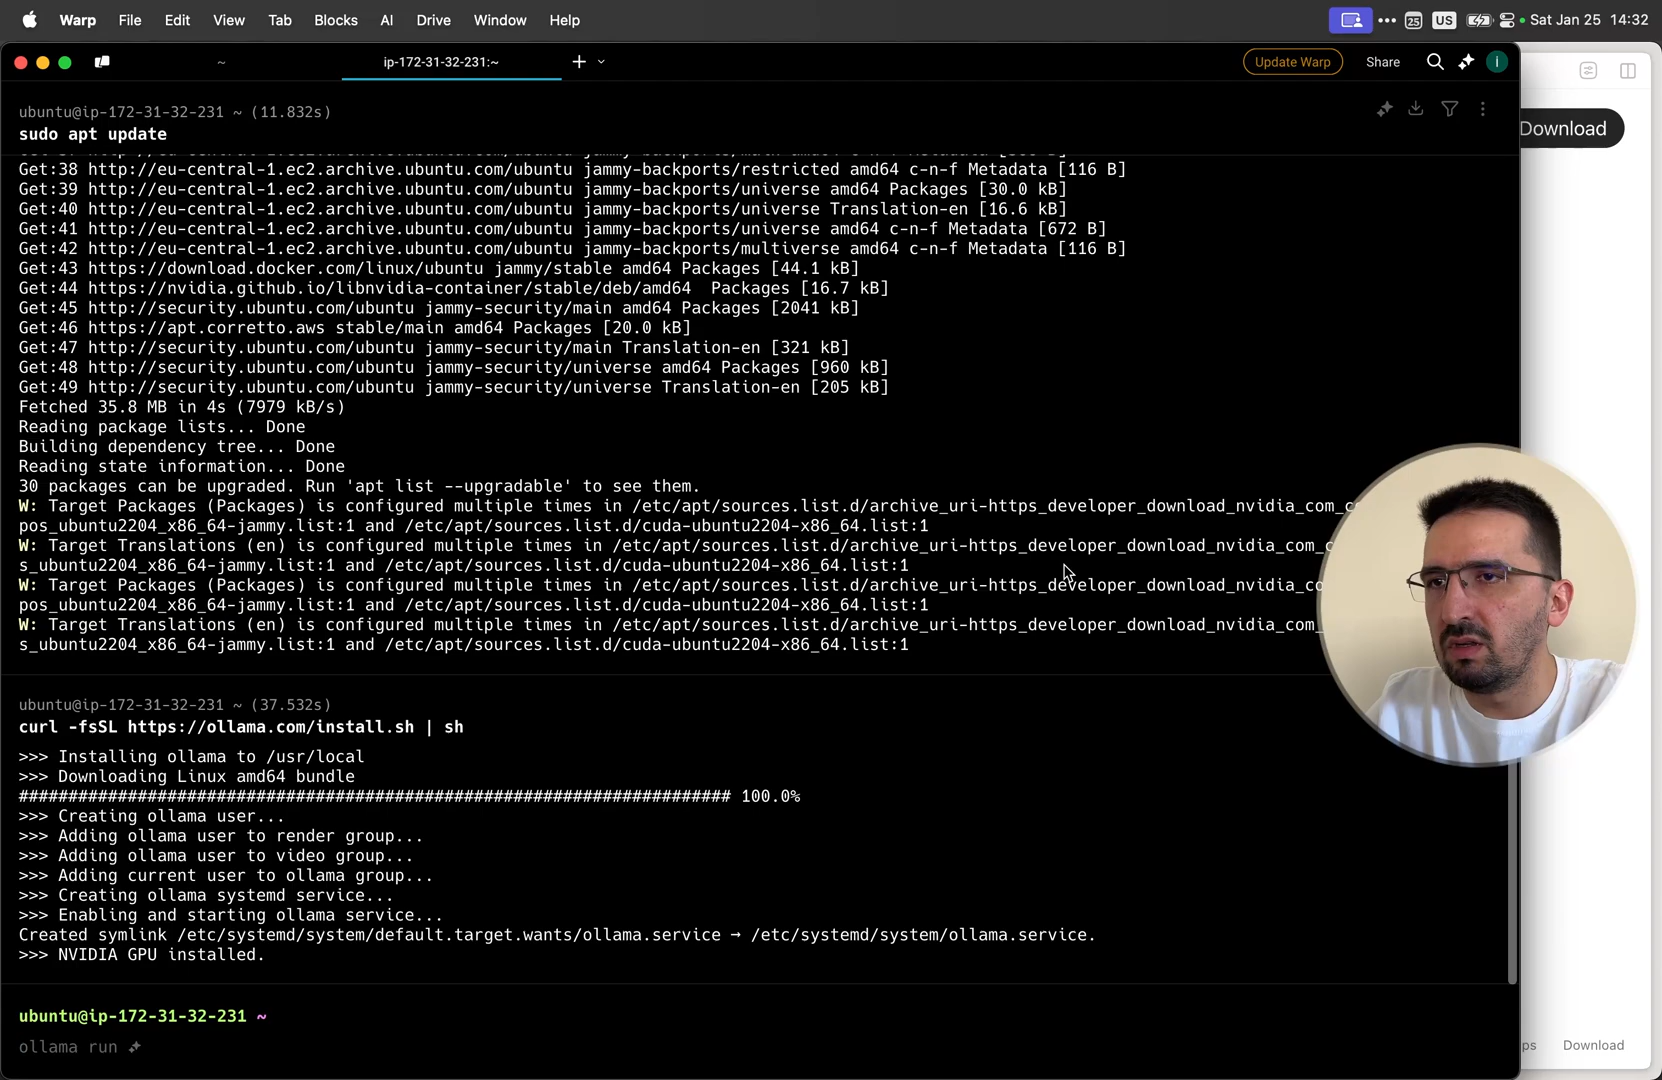 Warp File Edit View Tab Blocks AI Drive Window Help
25 US Sat Jan 25 14:32
~ ip-172-31-32-231:~ Update Warp Share i
ubuntu@ip-172-31-32-231 ~ (11.832s)
sudo apt update
Get:38 http://eu-central-1.ec2.archive.ubuntu.com/ubuntu jammy-backports/restricted amd64 c-n-f Metadata [116 B]
Get:39 http://eu-central-1.ec2.archive.ubuntu.com/ubuntu jammy-backports/universe amd64 Packages [30.0 kB]
Get:40 http://eu-central-1.ec2.archive.ubuntu.com/ubuntu jammy-backports/universe Translation-en [16.6 kB]
Get:41 http://eu-central-1.ec2.archive.ubuntu.com/ubuntu jammy-backports/universe amd64 c-n-f Metadata [672 B]
Get:42 http://eu-central-1.ec2.archive.ubuntu.com/ubuntu jammy-backports/multiverse amd64 c-n-f Metadata [116 B]
Get:43 https://download.docker.com/linux/ubuntu jammy/stable amd64 Packages [44.1 kB]
Get:44 https://nvidia.github.io/libnvidia-container/stable/deb/amd64  Packages [16.7 kB]
Get:45 http://security.ubuntu.com/ubuntu jammy-security/main amd64 Packages [2041 kB]
Get:46 https://apt.corretto.aws stable/main amd64 Packages [20.0 kB]
Get:47 http://security.ubuntu.com/ubuntu jammy-security/main Translation-en [321 kB]
Get:48 http://security.ubuntu.com/ubuntu jammy-security/universe amd64 Packages [960 kB]
Get:49 http://security.ubuntu.com/ubuntu jammy-security/universe Translation-en [205 kB]
Fetched 35.8 MB in 4s (7979 kB/s)
Reading package lists... Done
Building dependency tree... Done
Reading state information... Done
30 packages can be upgraded. Run 'apt list --upgradable' to see them.
W: Target Packages (Packages) is configured multiple times in /etc/apt/sources.list.d/archive_uri-https_developer_download_nvidia_com_c
pos_ubuntu2204_x86_64-jammy.list:1 and /etc/apt/sources.list.d/cuda-ubuntu2204-x86_64.list:1
W: Target Translations (en) is configured multiple times in /etc/apt/sources.list.d/archive_uri-https_developer_download_nvidia_com_c
s_ubuntu2204_x86_64-jammy.list:1 and /etc/apt/sources.list.d/cuda-ubuntu2204-x86_64.list:1
W: Target Packages (Packages) is configured multiple times in /etc/apt/sources.list.d/archive_uri-https_developer_download_nvidia_co
pos_ubuntu2204_x86_64-jammy.list:1 and /etc/apt/sources.list.d/cuda-ubuntu2204-x86_64.list:1
W: Target Translations (en) is configured multiple times in /etc/apt/sources.list.d/archive_uri-https_developer_download_nvidia_com_
s_ubuntu2204_x86_64-jammy.list:1 and /etc/apt/sources.list.d/cuda-ubuntu2204-x86_64.list:1
ubuntu@ip-172-31-32-231 ~ (37.532s)
curl -fsSL https://ollama.com/install.sh | sh
>>> Installing ollama to /usr/local
>>> Downloading Linux amd64 bundle
######################################################################## 100.0%
>>> Creating ollama user...
>>> Adding ollama user to render group...
>>> Adding ollama user to video group...
>>> Adding current user to ollama group...
>>> Creating ollama systemd service...
>>> Enabling and starting ollama service...
Created symlink /etc/systemd/system/default.target.wants/ollama.service → /etc/systemd/system/ollama.service.
>>> NVIDIA GPU installed.
ubuntu@ip-172-31-32-231 ~
ollama run
Download
ps Download